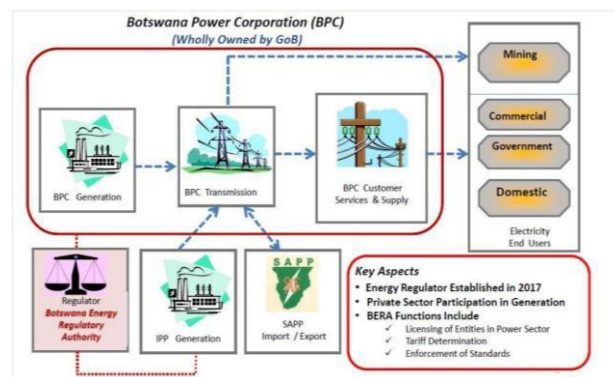 Botswana Power Corporation (BPC)
(Wholly Owned by GoB)
Mining
Commercial
Government
Domestic
Electricity
End Users
BPC Generation
BPC Transmission
BPC Customer
Services & Supply
Regulator
Botswana Energy
Regulatory
Authority
IPP Generation
SAPP
SAPP
Import / Export
Key Aspects
• Energy Regulator Established in 2017
• Private Sector Participation in Generation
• BERA Functions Include
✓ Licensing of Entities in Power Sector
✓ Tariff Determination
✓ Enforcement of Standards